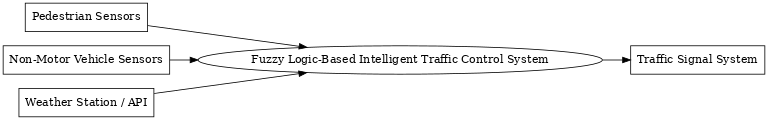 Pedestrian Sensors
Non-Motor Vehicle Sensors
Fuzzy Logic-Based Intelligent Traffic Control System
Traffic Signal System
Weather Station / API